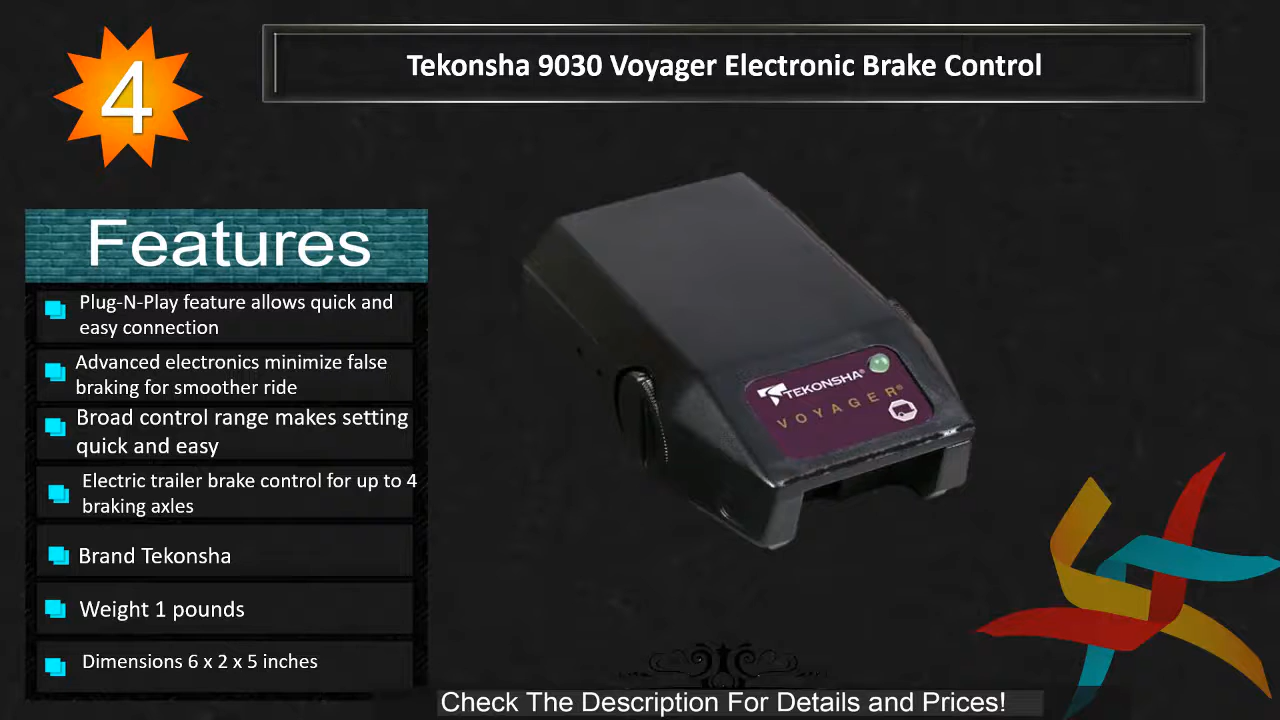 4
Tekonsha 9030 Voyager Electronic Brake Control
Features
Plug-N-Play feature allows quick and
easy connection
Advanced electronics minimize false
braking for smoother ride
Broad control range makes setting
quick and easy
Electric trailer brake control for up to 4
braking axles
Brand Tekonsha
Weight 1 pounds
Dimensions 6 x 2 x 5 inches
TEKONSHA®
VOYAGER®
Check The Description For Details and Prices!